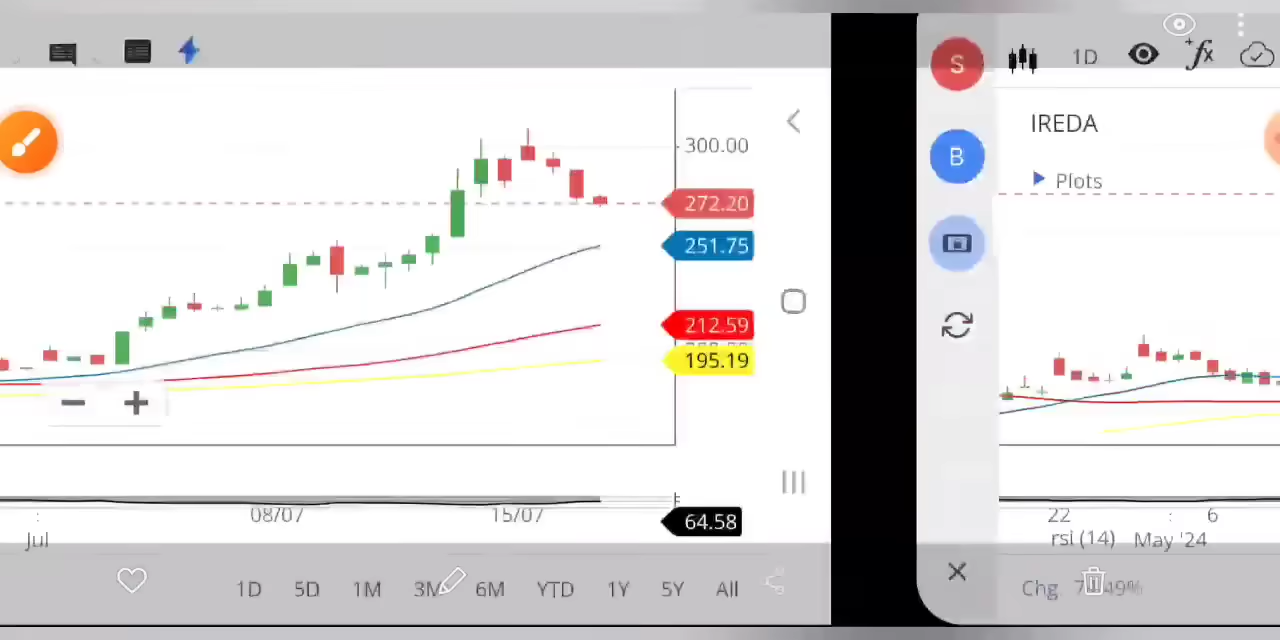 300.00
272.20
251.75
212.59
195.19
08/07
15/07
64.58
Jul
1D 5D 1M 3M 6M YTD 1Y 5Y All
S
1D
fx
B
IREDA
Plots
22 : 6
rsi (14) May '24
Chg